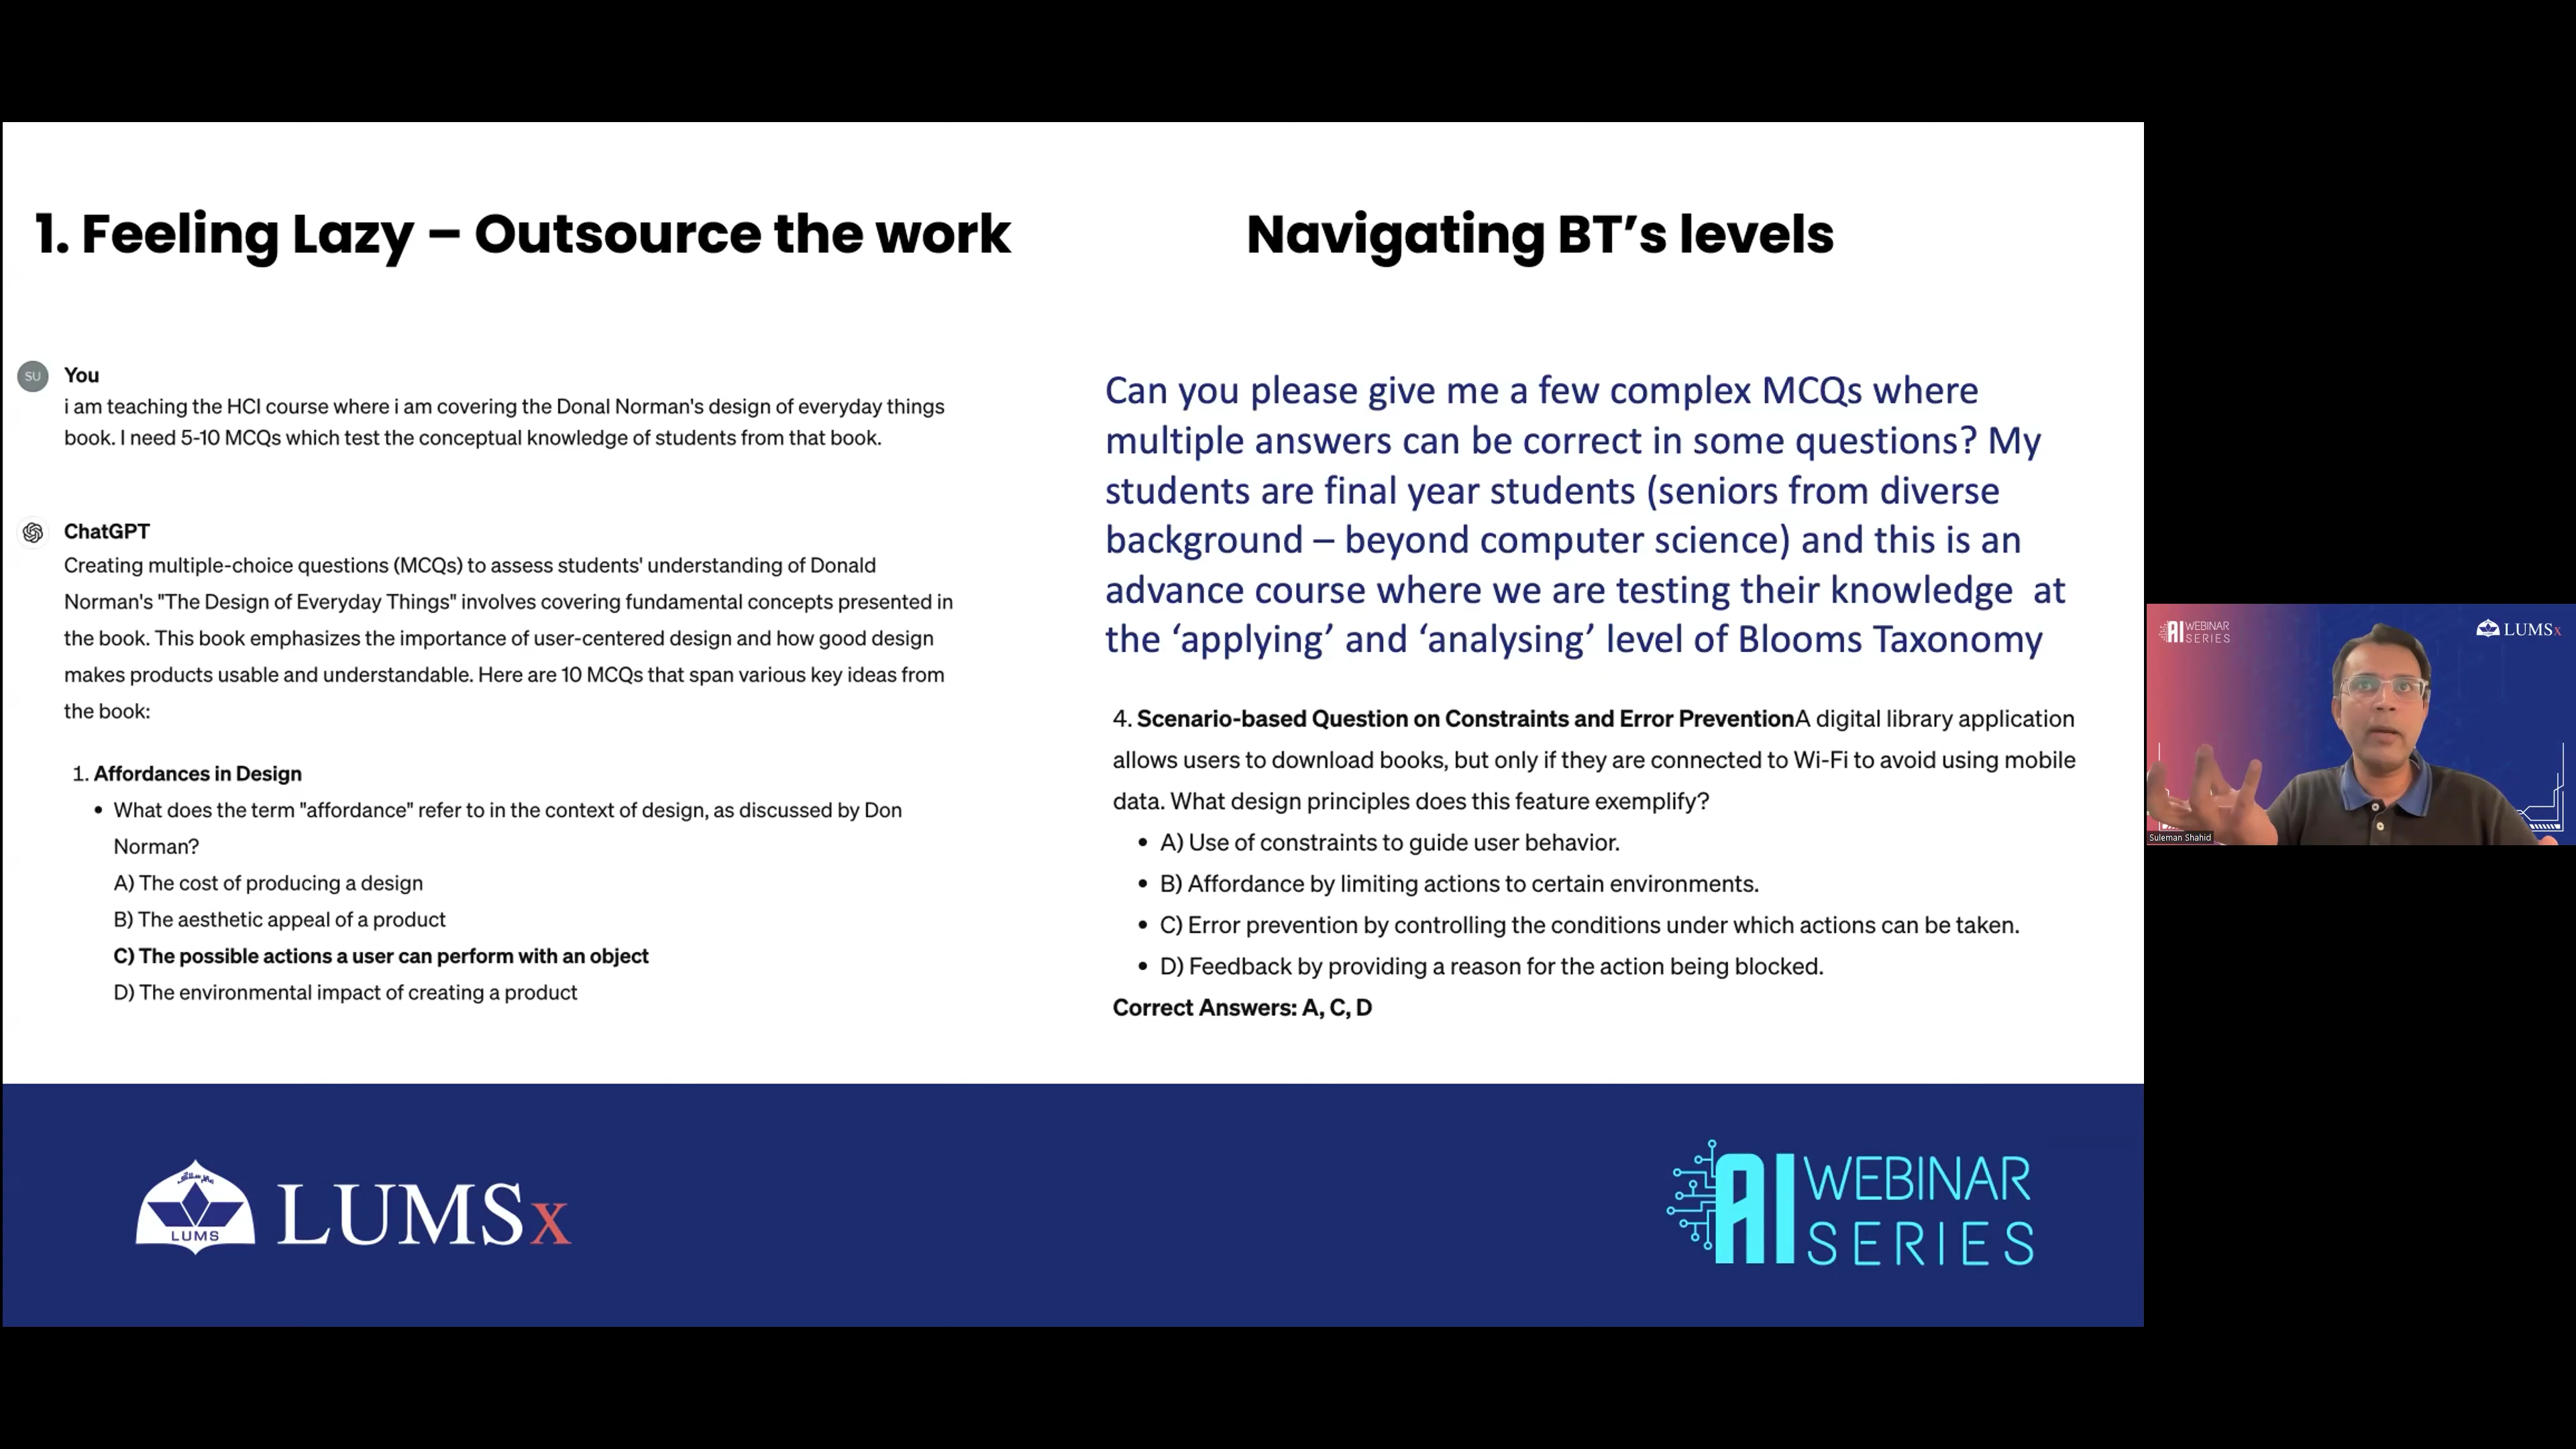 1. Feeling Lazy – Outsource the work
SU
You
i am teaching the HCI course where i am covering the Donal Norman's design of everyday things
book. I need 5-10 MCQs which test the conceptual knowledge of students from that book.
ChatGPT
Creating multiple-choice questions (MCQs) to assess students' understanding of Donald
Norman's "The Design of Everyday Things" involves covering fundamental concepts presented in
the book. This book emphasizes the importance of user-centered design and how good design
makes products usable and understandable. Here are 10 MCQs that span various key ideas from
the book:
1. Affordances in Design
• What does the term "affordance" refer to in the context of design, as discussed by Don
Norman?
A) The cost of producing a design
B) The aesthetic appeal of a product
C) The possible actions a user can perform with an object
D) The environmental impact of creating a product
Navigating BT's levels
Can you please give me a few complex MCQs where
multiple answers can be correct in some questions? My
students are final year students (seniors from diverse
background – beyond computer science) and this is an
advance course where we are testing their knowledge at
the ‘applying’ and ‘analysing’ level of Blooms Taxonomy
4. Scenario-based Question on Constraints and Error PreventionA digital library application
allows users to download books, but only if they are connected to Wi-Fi to avoid using mobile
data. What design principles does this feature exemplify?
• A) Use of constraints to guide user behavior.
• B) Affordance by limiting actions to certain environments.
• C) Error prevention by controlling the conditions under which actions can be taken.
• D) Feedback by providing a reason for the action being blocked.
Correct Answers: A, C, D
LUMS
LUMSx
AI WEBINAR
SERIES
AI WEBINAR
SERIES
LUMSx
Suleman Shahid